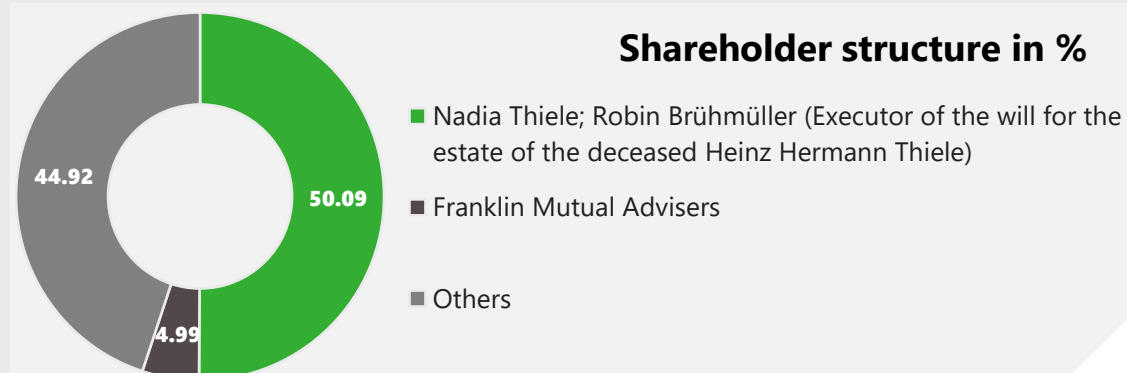 Shareholder structure in %
Nadia Thiele; Robin Brühmüller (Executor of the will for the
estate of the deceased Heinz Hermann Thiele)
Franklin Mutual Advisers
Others
44.92
50.09
4.99